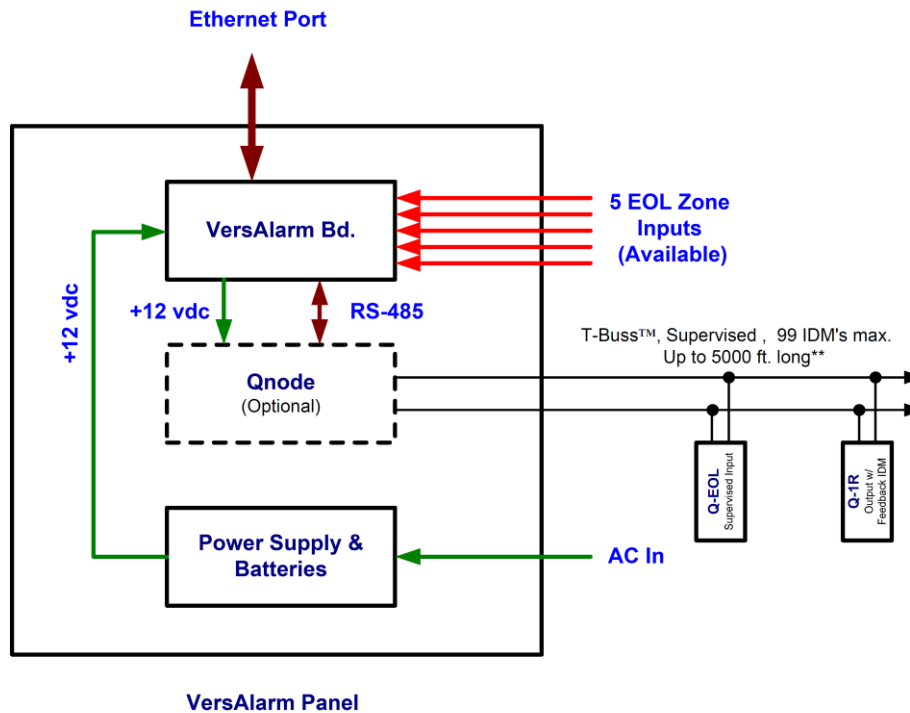 Ethernet Port
VersAlarm Bd.
5 EOL Zone
Inputs
(Available)
+12 vdc
+12 vdc
RS-485
T-Buss™, Supervised , 99 IDM's max.
Up to 5000 ft. long**
Qnode
(Optional)
Q-EOL
Supervised Input
Q-1R
Output w/
Feedback IDM
Power Supply &
Batteries
AC In
VersAlarm Panel